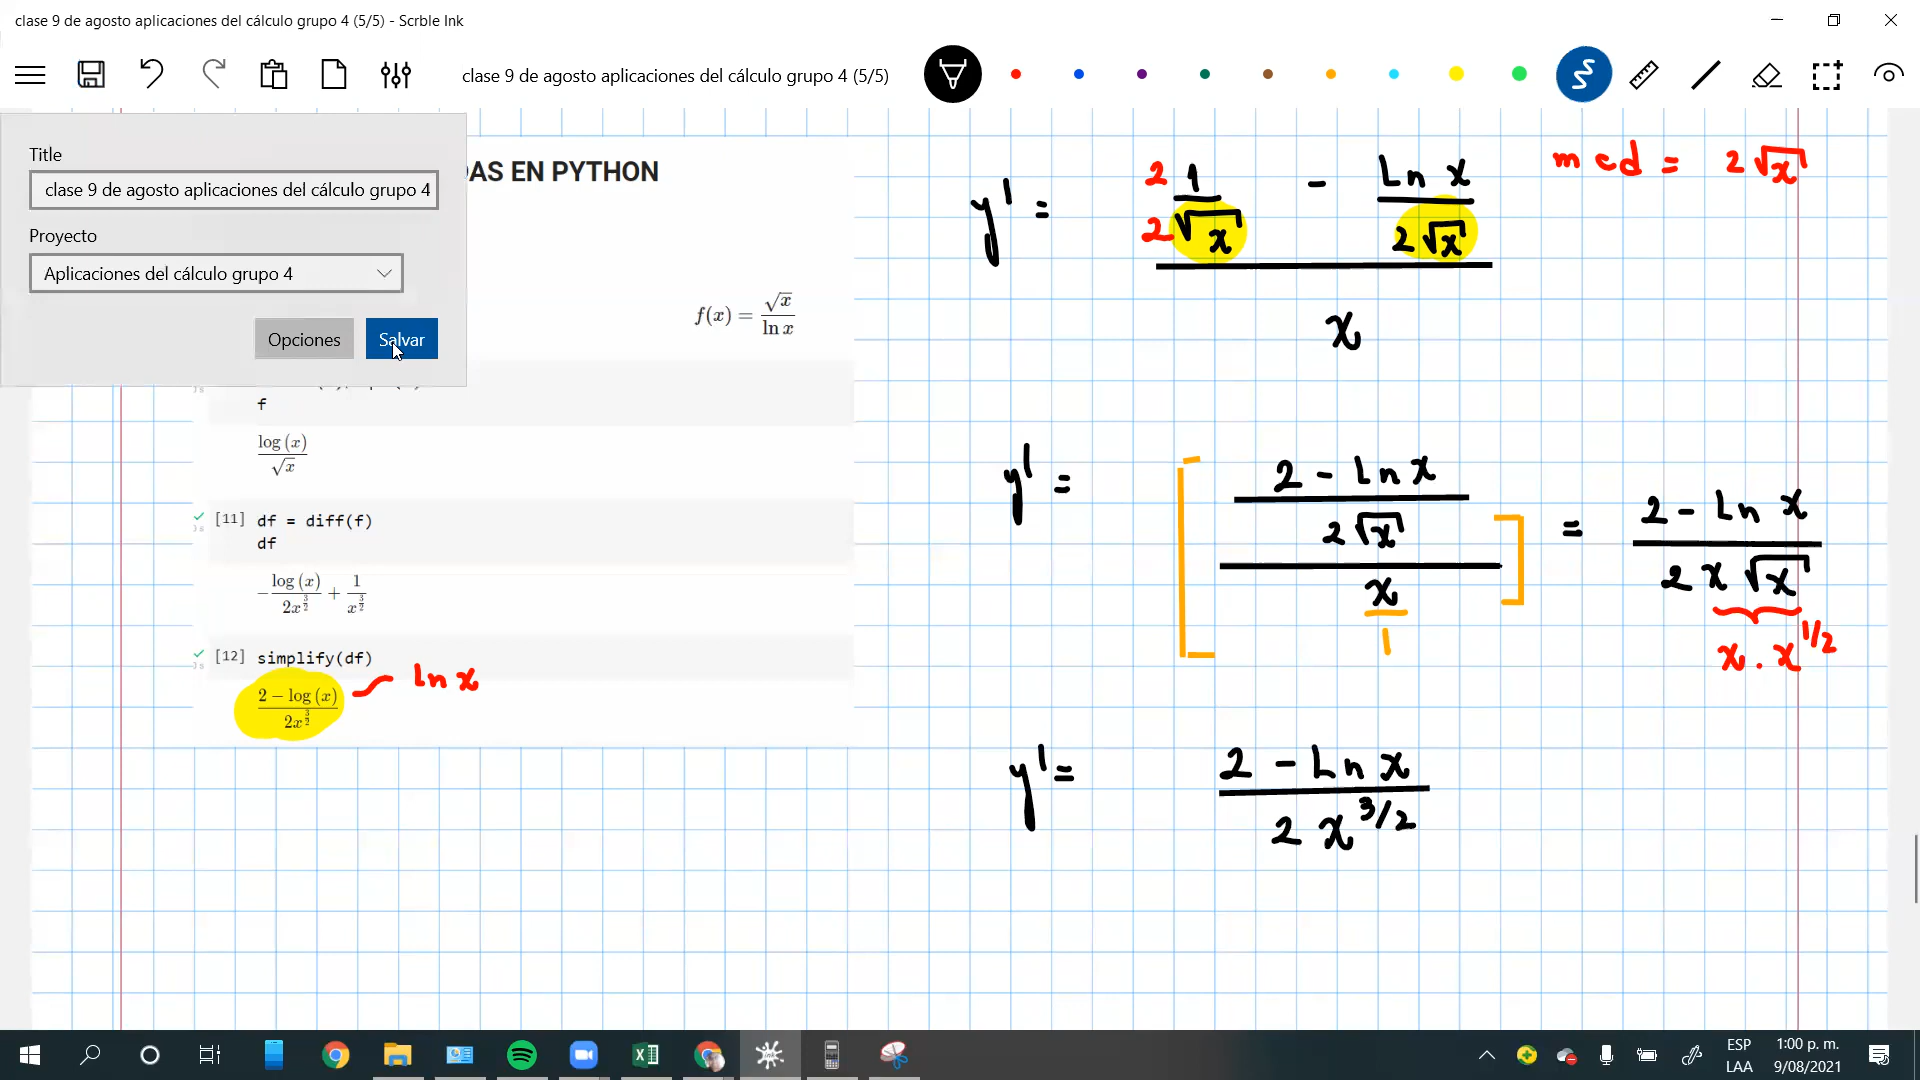 clase 9 de agosto aplicaciones del cálculo grupo 4 (5/5) - Scrble Ink
clase 9 de agosto aplicaciones del cálculo grupo 4 (5/5)
Title
clase 9 de agosto aplicaciones del cálculo grupo 4
Proyecto
Aplicaciones del cálculo grupo 4
Opciones
Salvar
DAS EN PYTHON
f(x) = √x / ln x
f
log (x) / √x
[11] df = diff(f)
df
- log (x) / 2x^{3/2} + 1 / x^{3/2}
[12] simplify(df)
2 - log (x) / 2x^{3/2}
ln x
mcd = 2√x
y' = (2 1 / 2 √x - Ln x / 2√x) / x
y' = [ ((2 - Ln x) / 2√x) / (x / 1) ] = (2 - Ln x) / 2x√x
x . x^{1/2}
y' = (2 - Ln x) / 2 x^{3/2}
ESP
LAA
1:00 p. m.
9/08/2021